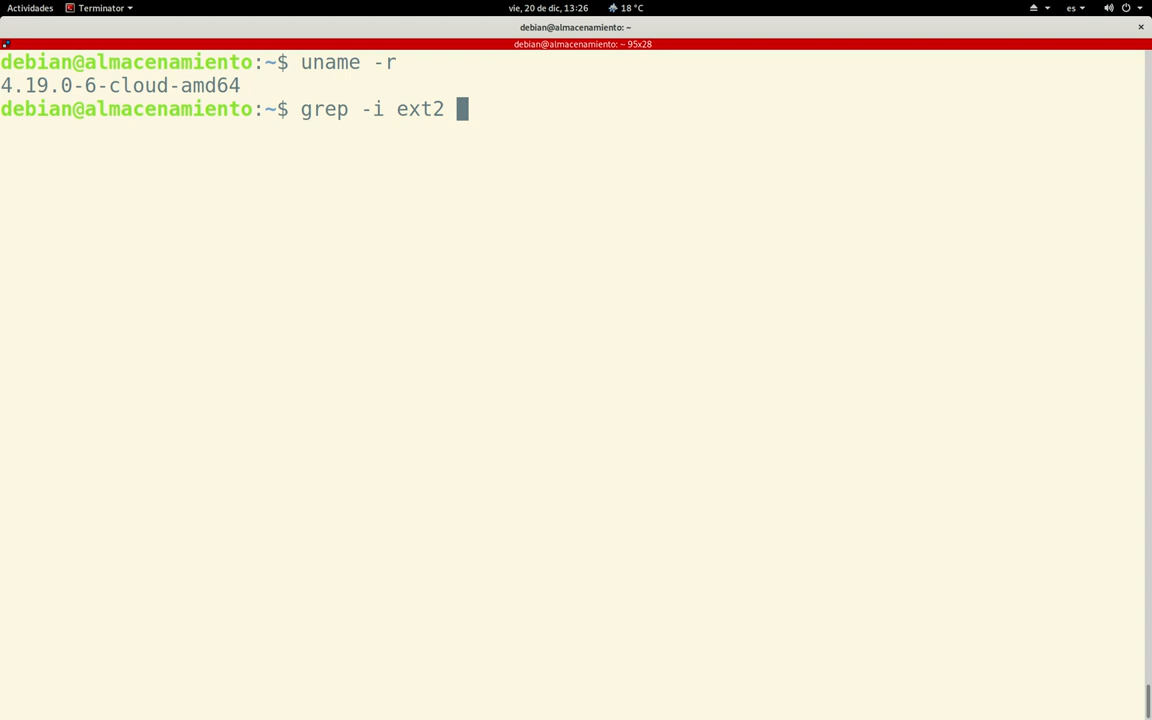 Actividades Terminator vie, 20 de dic, 13:26 18 °C es
debian@almacenamiento: ~
debian@almacenamiento: ~ 95x28
debian@almacenamiento:~$ uname -r
4.19.0-6-cloud-amd64
debian@almacenamiento:~$ grep -i ext2